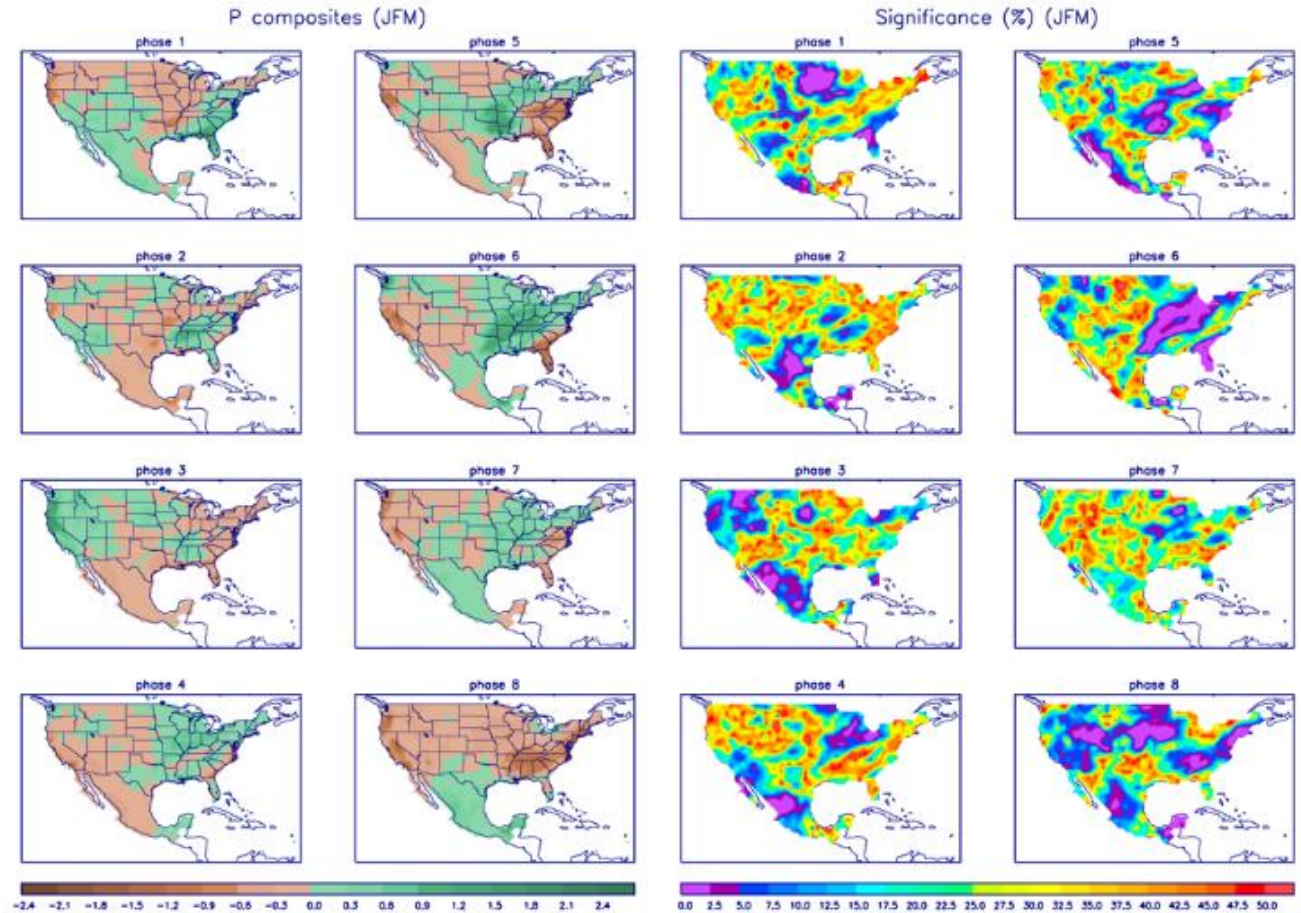 P composites (JFM) Significance (%) (JFM)
phase 1 phase 5 phase 1 phase 5
phase 2 phase 6 phase 2 phase 6
phase 3 phase 7 phase 3 phase 7
phase 4 phase 8 phase 4 phase 8
-2.4 -2.1 -1.8 -1.5 -1.2 -0.9 -0.6 -0.3 0.0 0.3 0.6 0.9 1.2 1.5 1.8 2.1 2.4 0.0 2.5 5.0 7.5 10.0 12.5 15.0 17.5 20.0 22.5 25.0 27.5 30.0 32.5 35.0 37.5 40.0 42.5 45.0 47.5 50.0